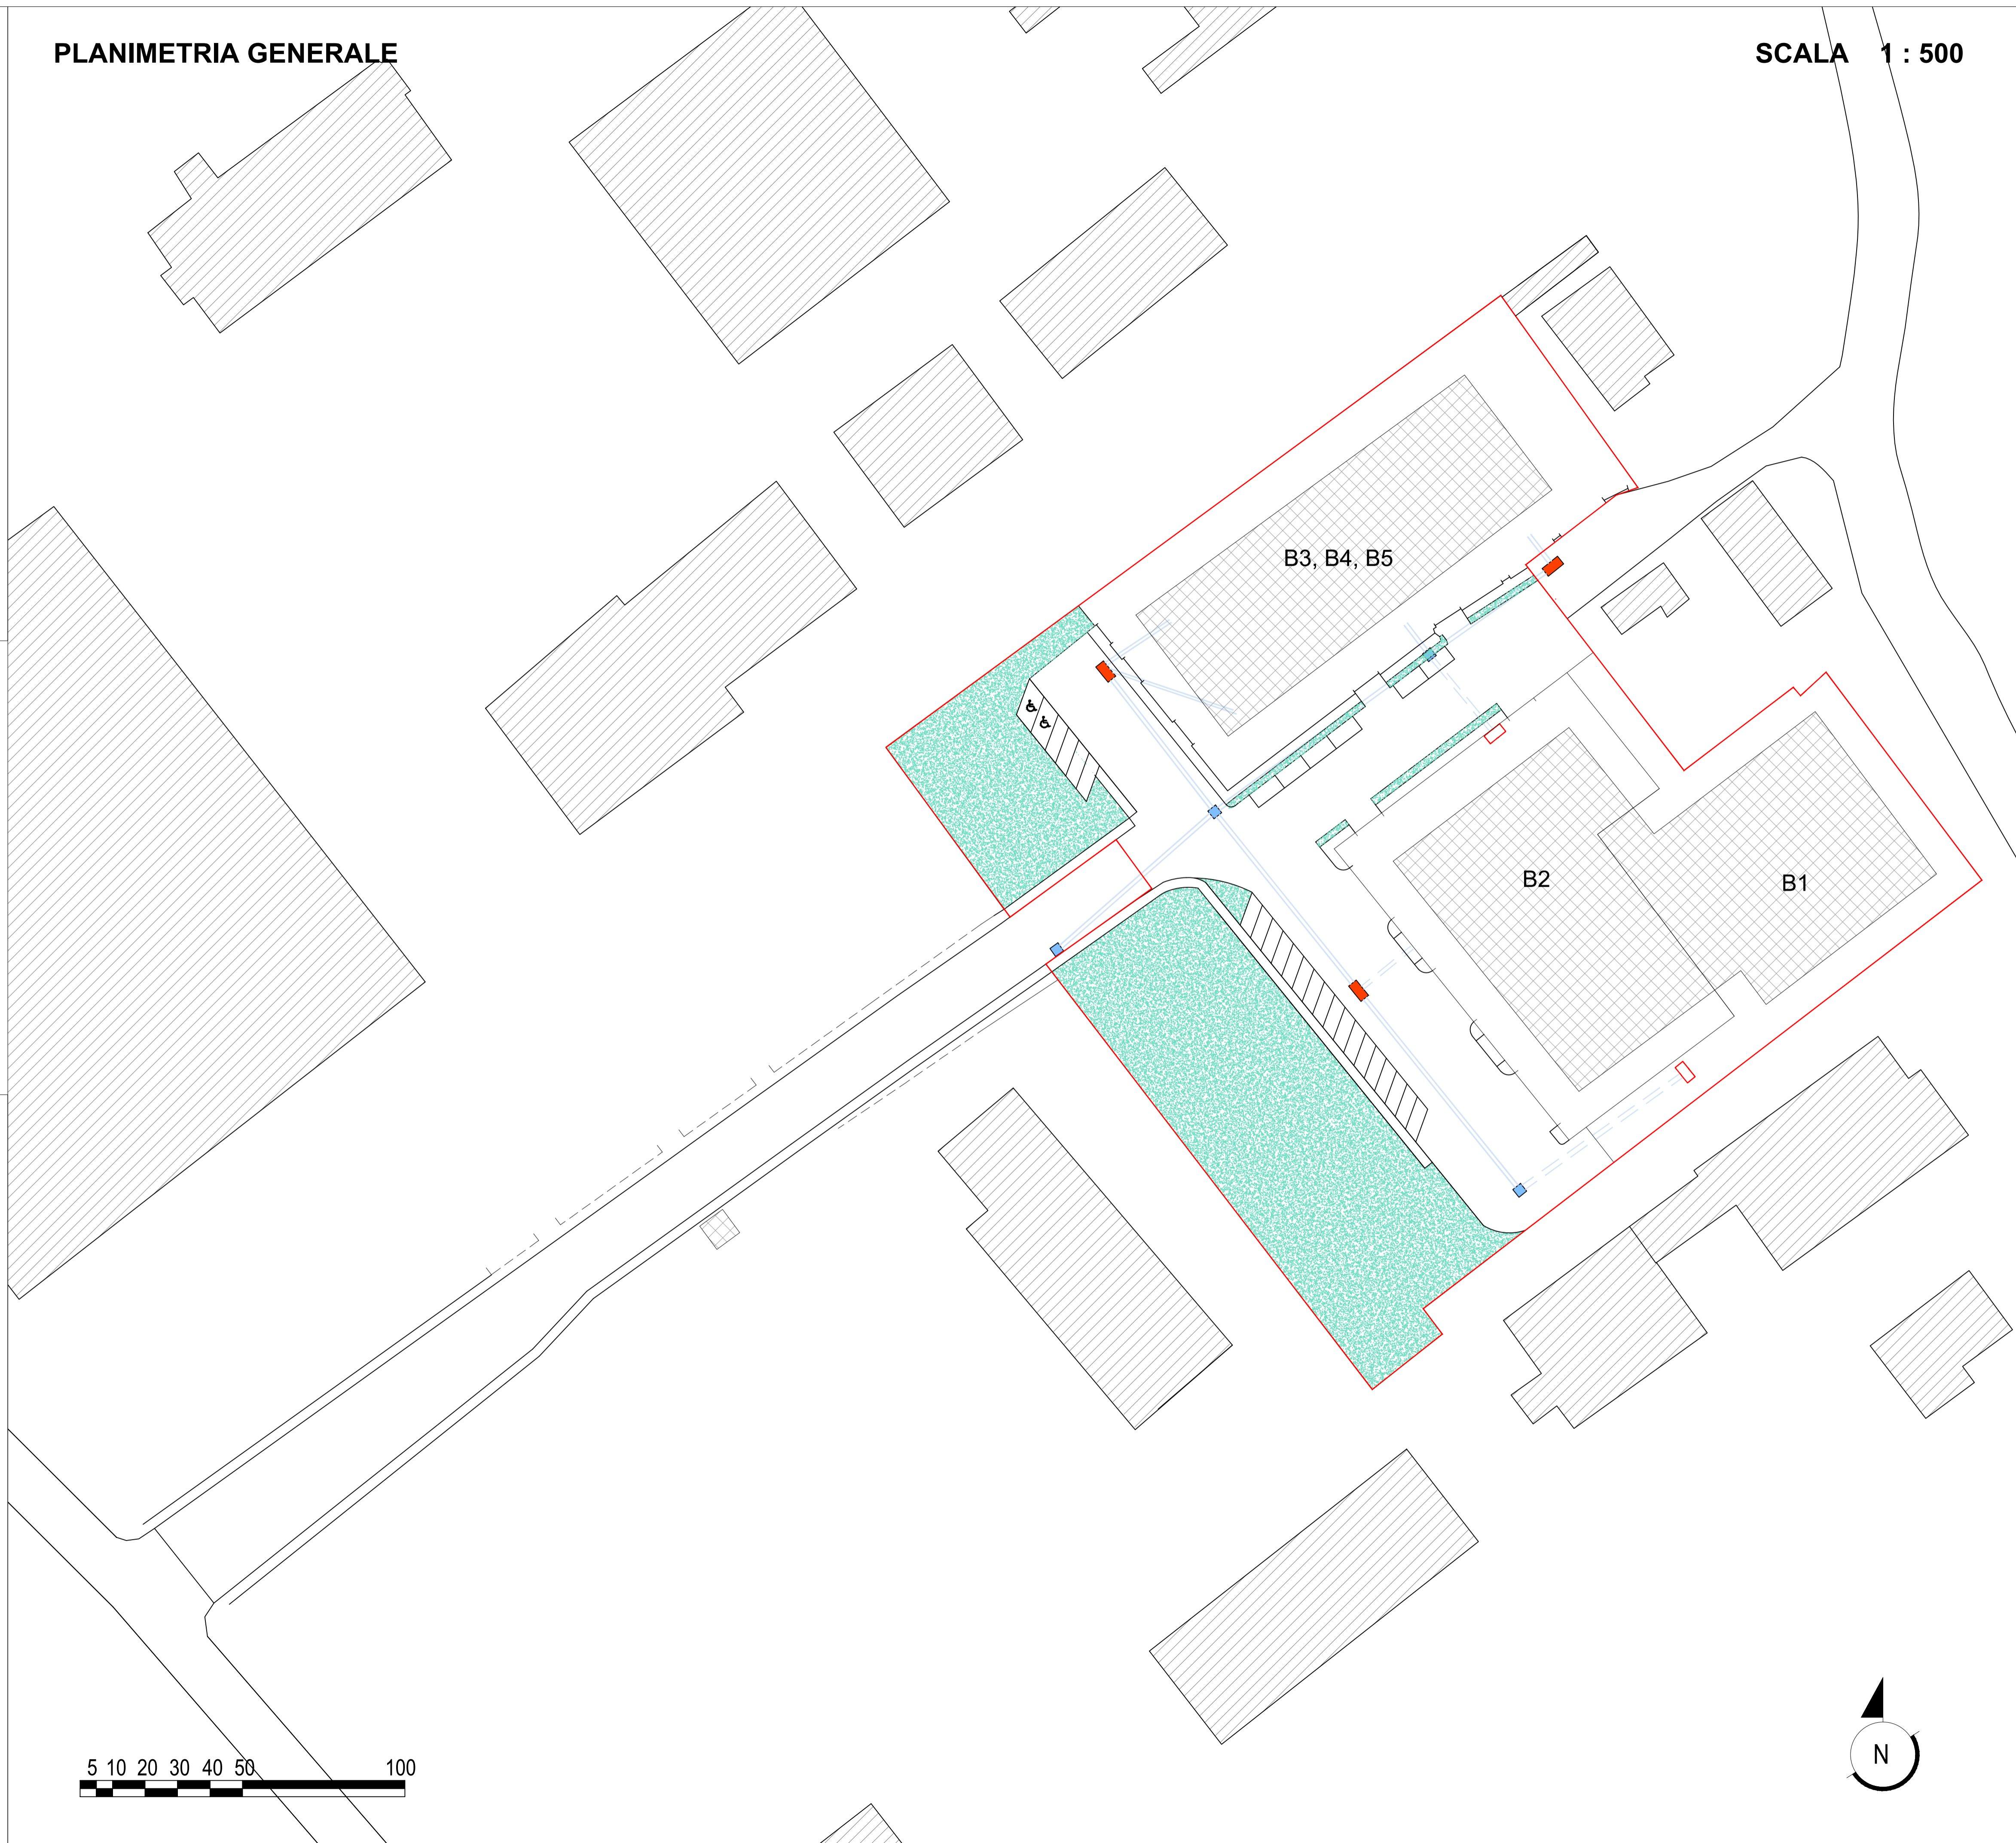 PLANIMETRIA GENERALE
SCALA 1 : 500
B3, B4, B5
B2
B1
N
5 10 20 30 40 50 100